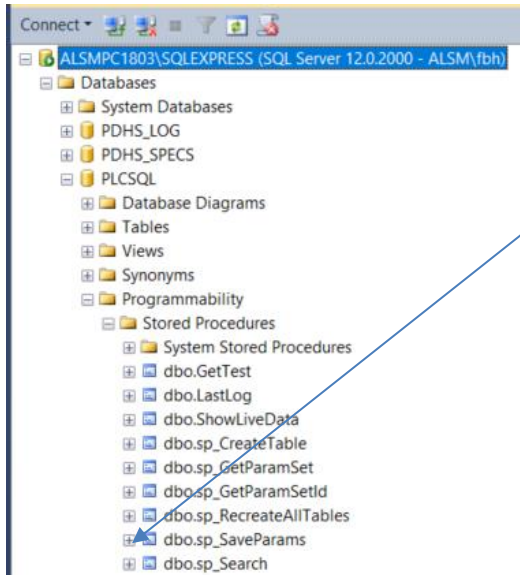 Connect
ALSMPC1803\SQLEXPRESS (SQL Server 12.0.2000 - ALSM\fbh)
Databases
System Databases
PDHS_LOG
PDHS_SPECS
PLCSQL
Database Diagrams
Tables
Views
Synonyms
Programmability
Stored Procedures
System Stored Procedures
dbo.GetTest
dbo.LastLog
dbo.ShowLiveData
dbo.sp_CreateTable
dbo.sp_GetParamSet
dbo.sp_GetParamSetId
dbo.sp_RecreateAllTables
dbo.sp_SaveParams
dbo.sp_Search